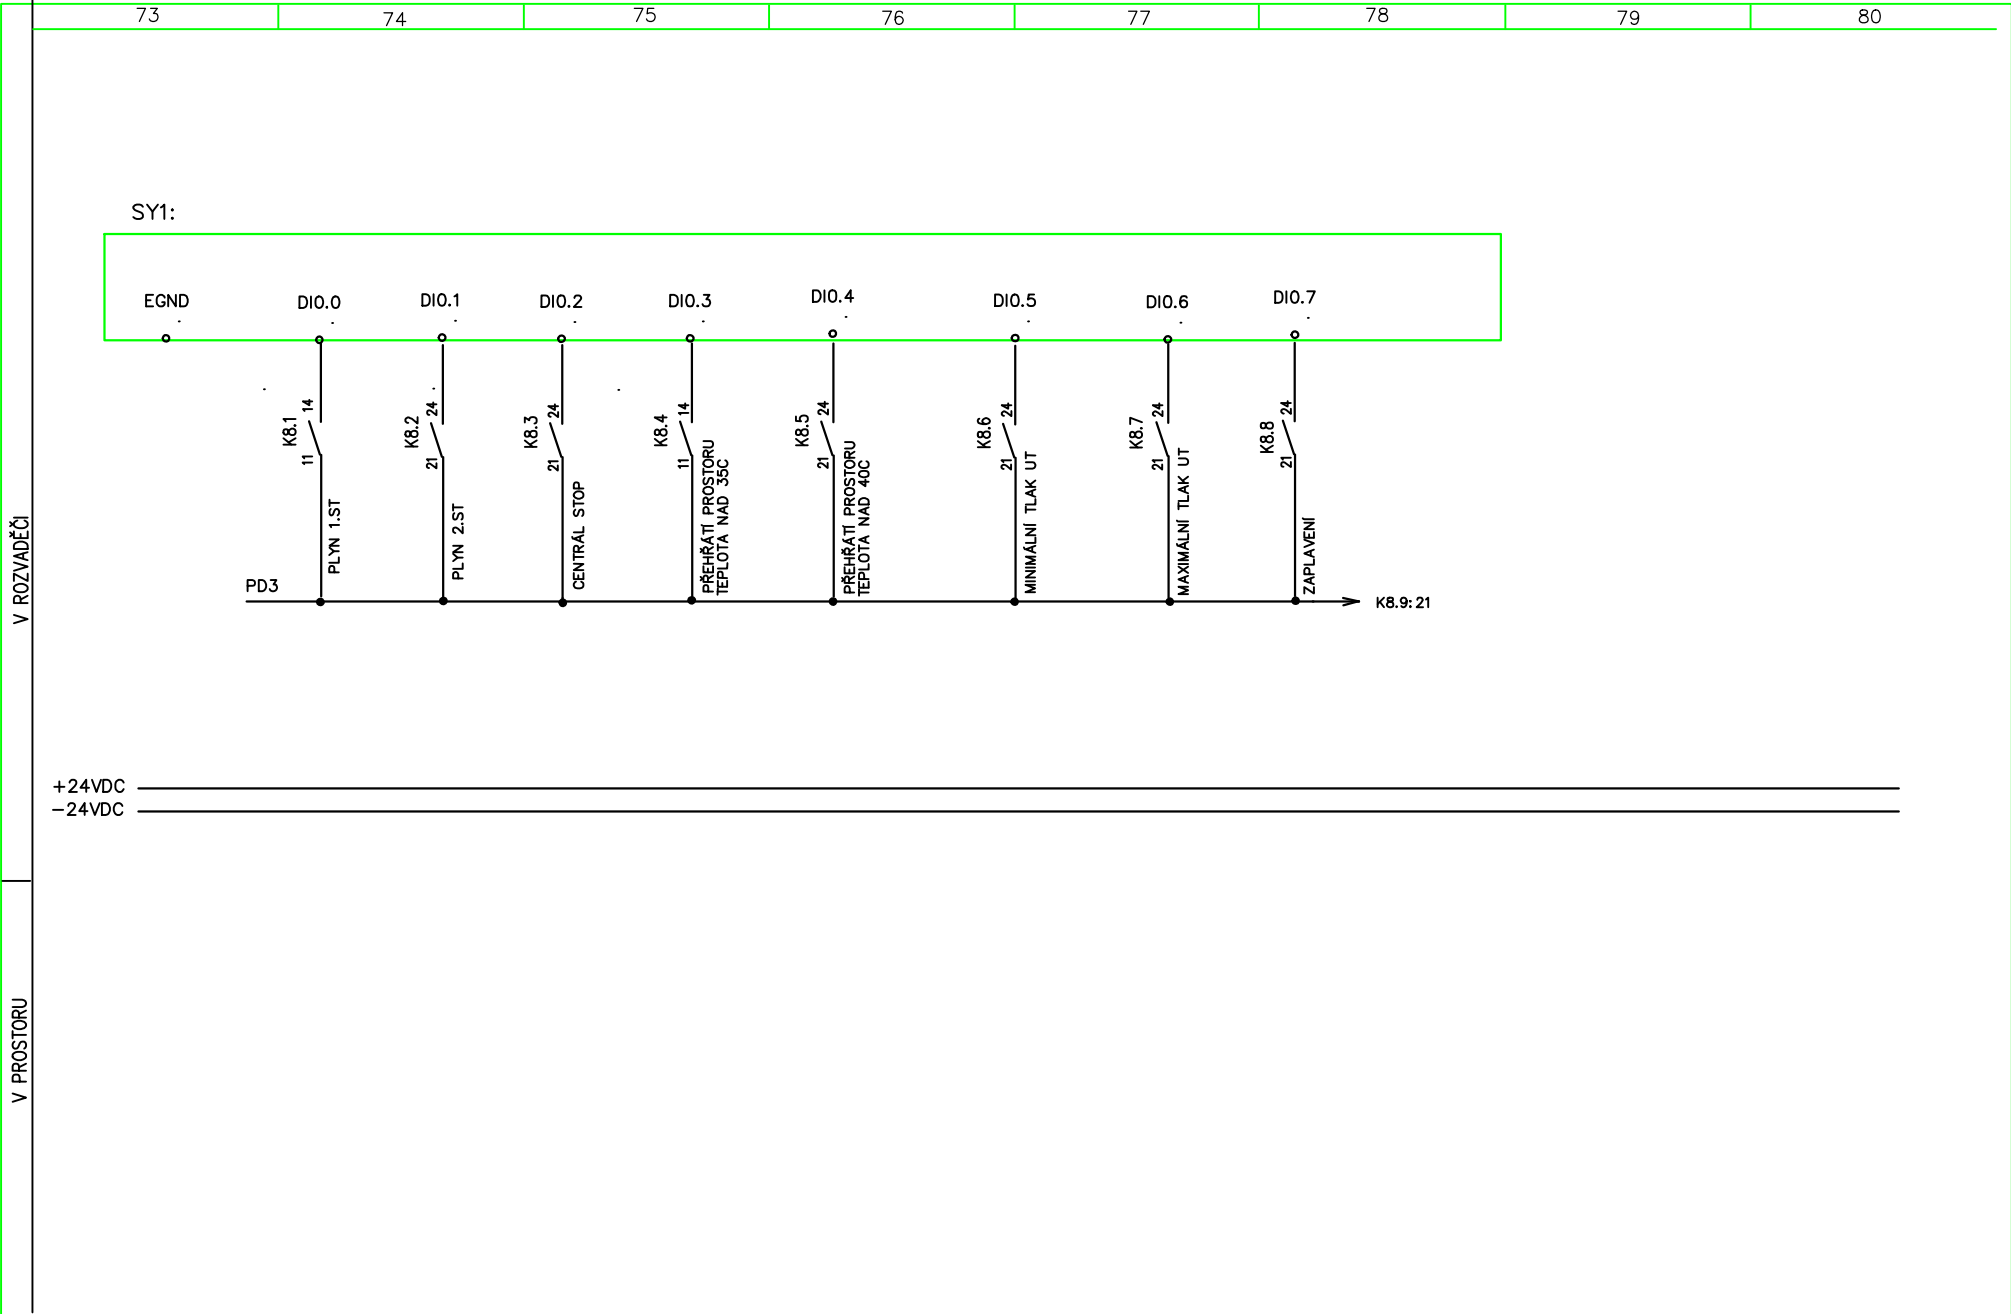 73 74 75 76 77 78 79 80
SY1:
EGND DI0.0 DI0.1 DI0.2 DI0.3 DI0.4 DI0.5 DI0.6 DI0.7
K8.1 14 11
PLYN 1.ST
K8.2 24 21
PLYN 2.ST
K8.3 24 21
CENTRÁL STOP
K8.4 14 11
PŘEHŘÁTÍ PROSTORU
TEPLOTA NAD 35C
K8.5 24 21
PŘEHŘÁTÍ PROSTORU
TEPLOTA NAD 40C
K8.6 24 21
MINIMÁLNÍ TLAK UT
K8.7 24 21
MAXIMÁLNÍ TLAK UT
K8.8 24 21
ZAPLAVENÍ
PD3
K8.9:21
+24VDC
−24VDC
V ROZVADĚČI
V PROSTORU